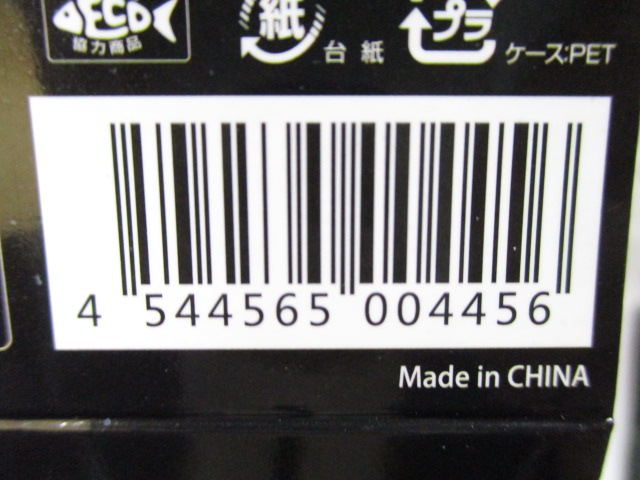 ECO
協力商品
紙
台紙
プラ
ケース:PET
4 544565 004456
Made in CHINA